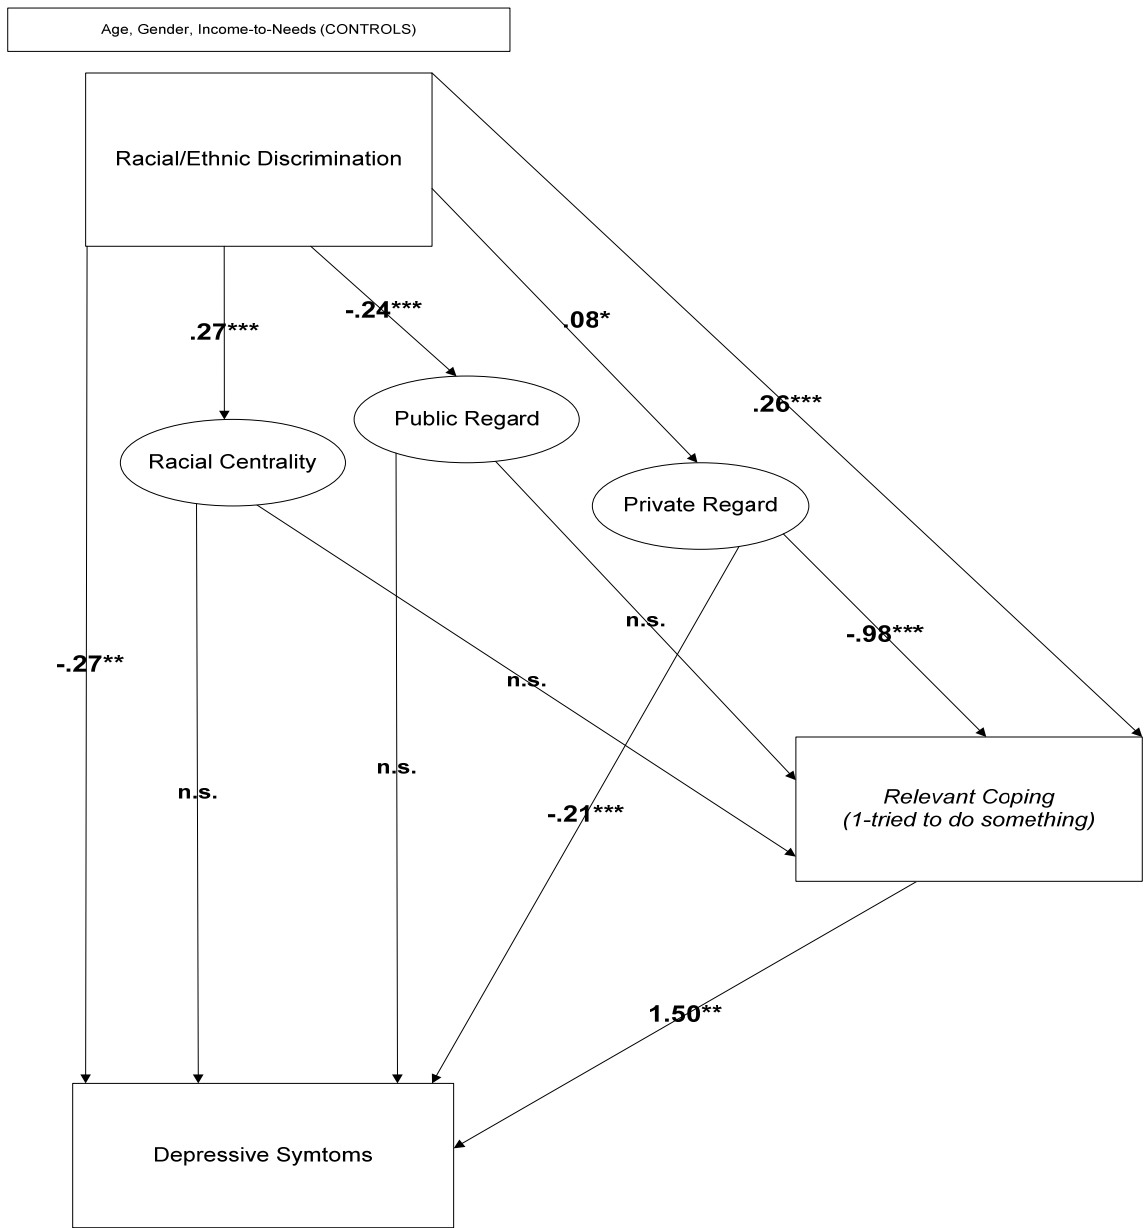 Age, Gender, Income-to-Needs (CONTROLS)
Racial/Ethnic Discrimination
-.24***
.08*
.27***
.26***
Public Regard
Racial Centrality
Private Regard
n.s.
-.98***
-.27**
n.s.
n.s.
n.s.
-.21***
Relevant Coping
(1-tried to do something)
1.50**
Depressive Symtoms